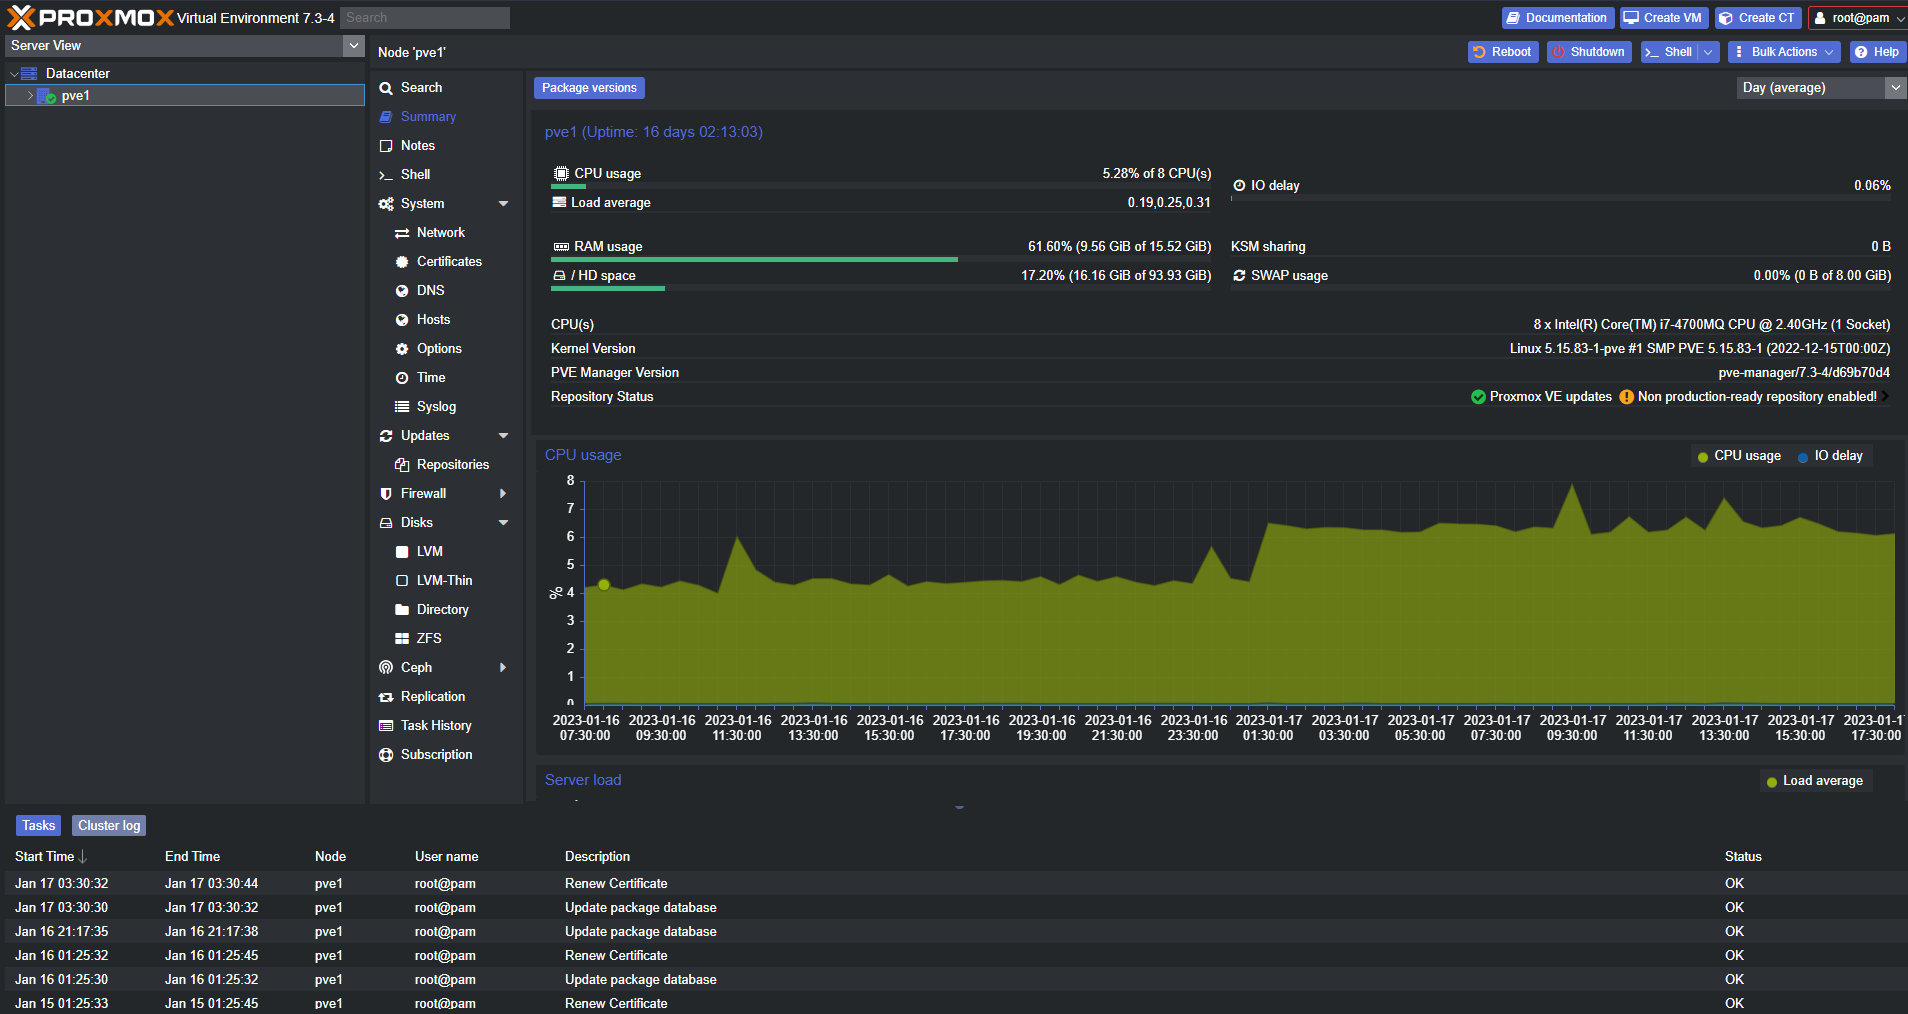 PROXMOX Virtual Environment 7.3-4 Search Documentation Create VM Create CT root@pam
Server View
Node 'pve1' Reboot Shutdown Shell Bulk Actions Help
Datacenter
pve1
Search
Summary
Notes
Shell
System
Network
Certificates
DNS
Hosts
Options
Time
Syslog
Updates
Repositories
Firewall
Disks
LVM
LVM-Thin
Directory
ZFS
Ceph
Replication
Task History
Subscription
Package versions Day (average)
pve1 (Uptime: 16 days 02:13:03)
CPU usage 5.28% of 8 CPU(s)
IO delay 0.06%
Load average 0.19,0.25,0.31
RAM usage 61.60% (9.56 GiB of 15.52 GiB) KSM sharing 0 B
/ HD space 17.20% (16.16 GiB of 93.93 GiB) SWAP usage 0.00% (0 B of 8.00 GiB)
CPU(s) 8 x Intel(R) Core(TM) i7-4700MQ CPU @ 2.40GHz (1 Socket)
Kernel Version Linux 5.15.83-1-pve #1 SMP PVE 5.15.83-1 (2022-12-15T00:00Z)
PVE Manager Version pve-manager/7.3-4/d69b70d4
Repository Status Proxmox VE updates Non production-ready repository enabled!
CPU usage CPU usage IO delay
8
7
6
5
% 4
3
2
1
0
2023-01-16 2023-01-16 2023-01-16 2023-01-16 2023-01-16 2023-01-16 2023-01-16 2023-01-16 2023-01-16 2023-01-17 2023-01-17 2023-01-17 2023-01-17 2023-01-17 2023-01-17 2023-01-17 2023-01-17 2023-01-1
07:30:00 09:30:00 11:30:00 13:30:00 15:30:00 17:30:00 19:30:00 21:30:00 23:30:00 01:30:00 03:30:00 05:30:00 07:30:00 09:30:00 11:30:00 13:30:00 15:30:00 17:30:00
Server load Load average
Tasks Cluster log
Start Time End Time Node User name Description Status
Jan 17 03:30:32 Jan 17 03:30:44 pve1 root@pam Renew Certificate OK
Jan 17 03:30:30 Jan 17 03:30:32 pve1 root@pam Update package database OK
Jan 16 21:17:35 Jan 16 21:17:38 pve1 root@pam Update package database OK
Jan 16 01:25:32 Jan 16 01:25:45 pve1 root@pam Renew Certificate OK
Jan 16 01:25:30 Jan 16 01:25:32 pve1 root@pam Update package database OK
Jan 15 01:25:33 Jan 15 01:25:45 pve1 root@pam Renew Certificate OK